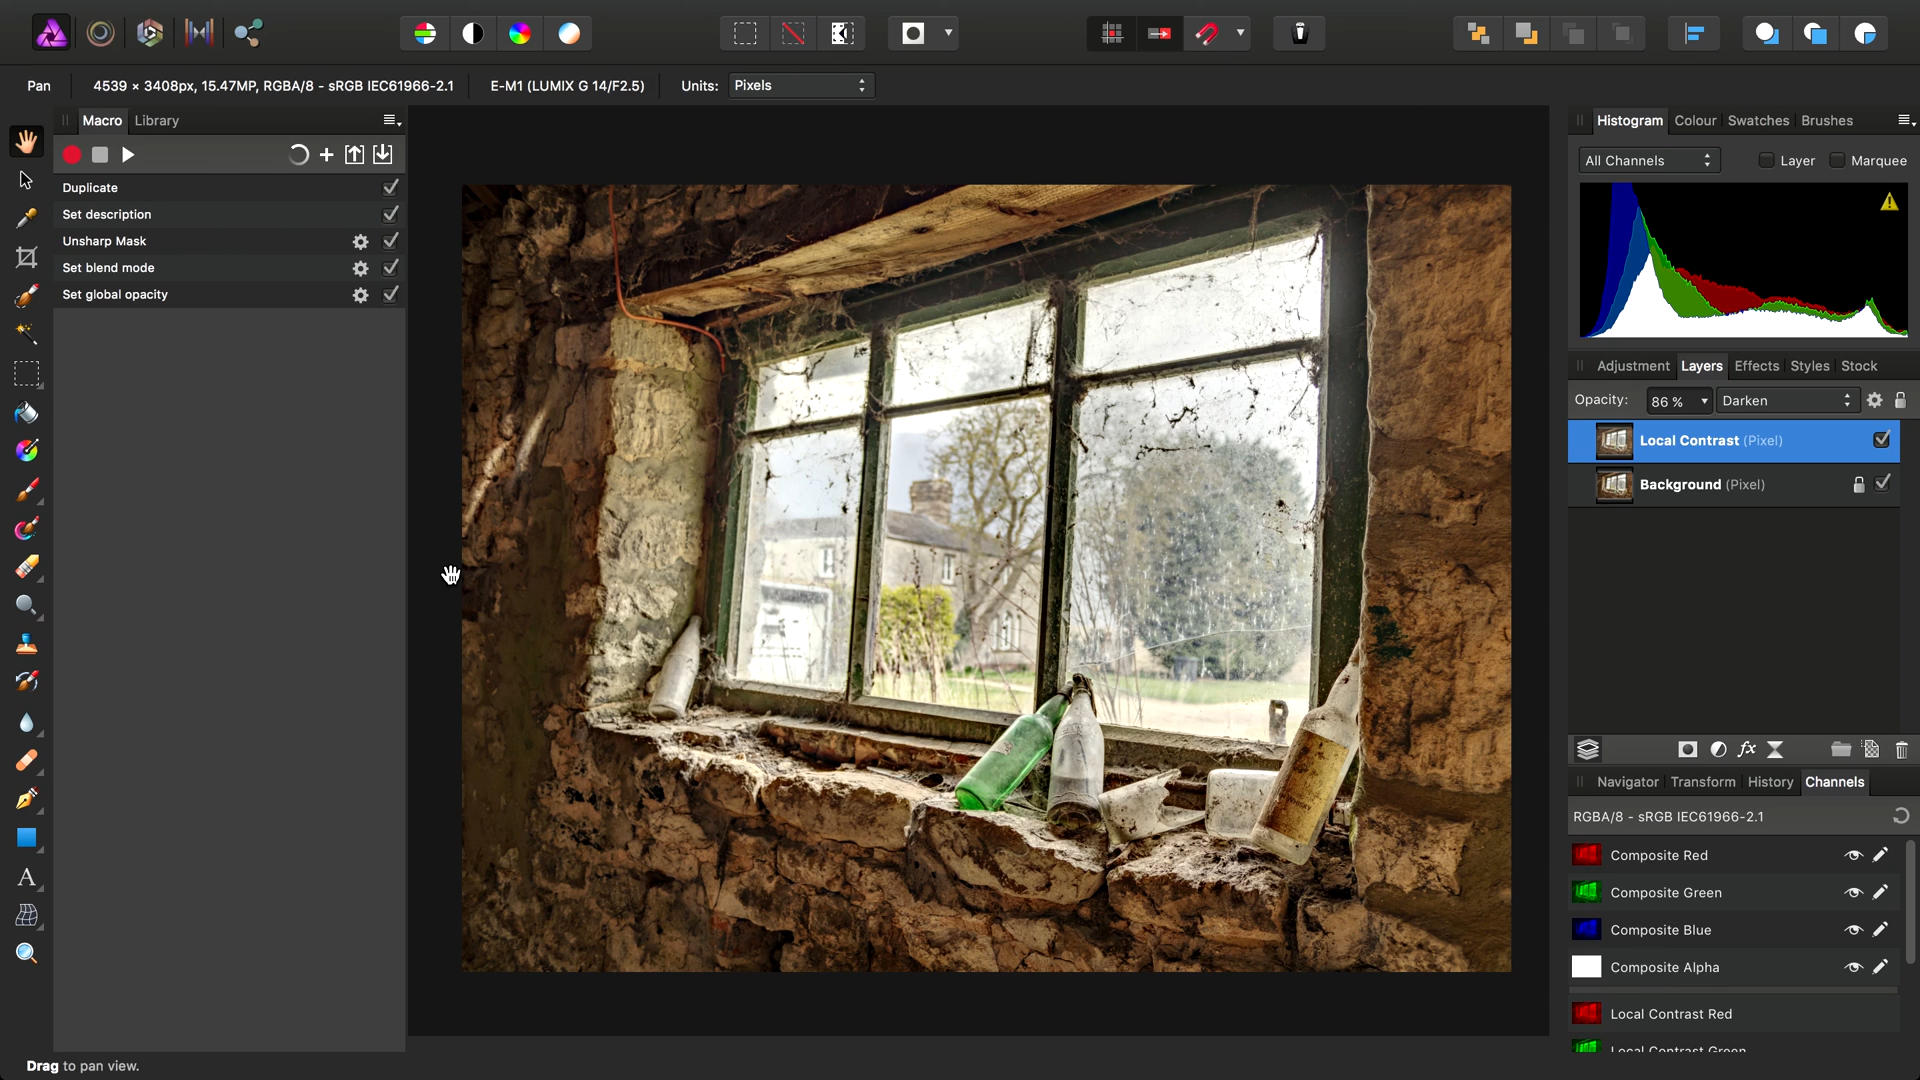 Pan
4539 × 3408px, 15.47MP, RGBA/8 - sRGB IEC61966-2.1
E-M1 (LUMIX G 14/F2.5)
Units:
Pixels
Macro
Library
Duplicate
Set description
Unsharp Mask
Set blend mode
Set global opacity
Histogram
Colour
Swatches
Brushes
All Channels
Layer
Marquee
Adjustment
Layers
Effects
Styles
Stock
Opacity:
86 %
Darken
Local Contrast (Pixel)
Background (Pixel)
fx
Navigator
Transform
History
Channels
RGBA/8 - sRGB IEC61966-2.1
Composite Red
Composite Green
Composite Blue
Composite Alpha
Local Contrast Red
Local Contrast Green
Drag to pan view.